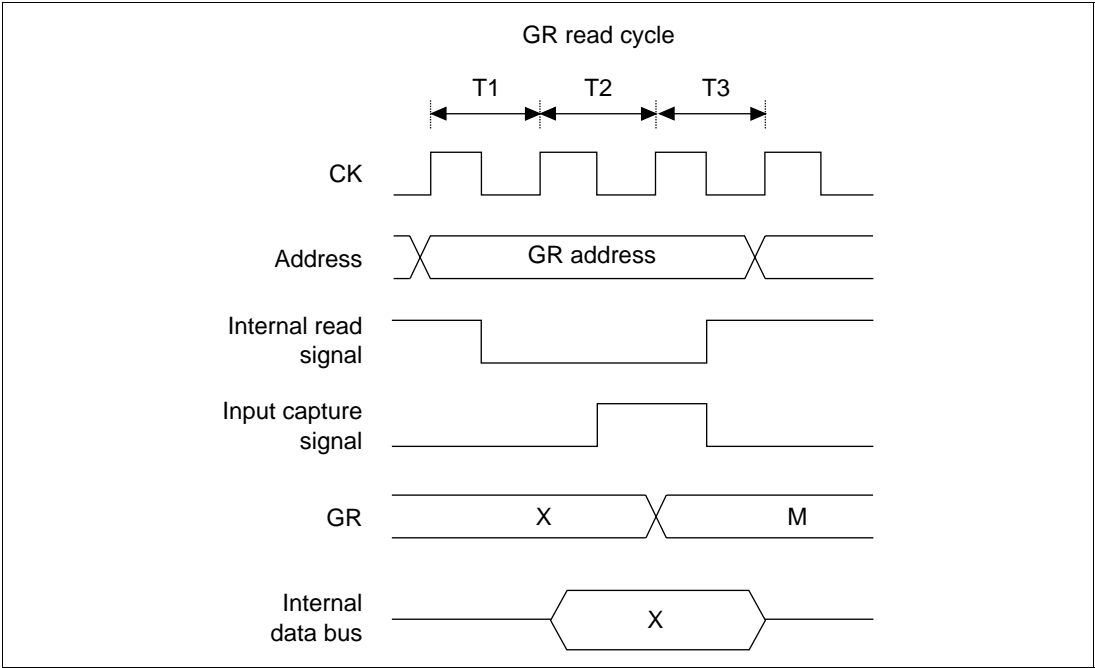 GR read cycle
T1 T2 T3
CK
Address GR address
Internal read
signal
Input capture
signal
GR X M
Internal
data bus X